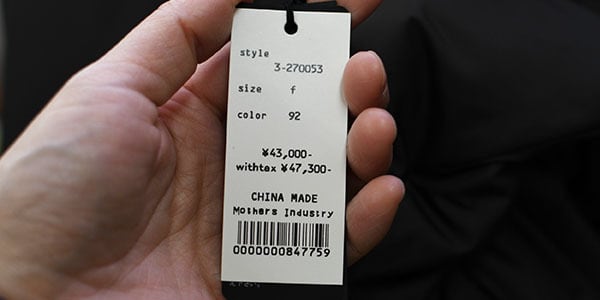 style
3-270053
size f
color 92
¥43,000-
withtax ¥47,300-
CHINA MADE
Mothers Industry
0000000847759